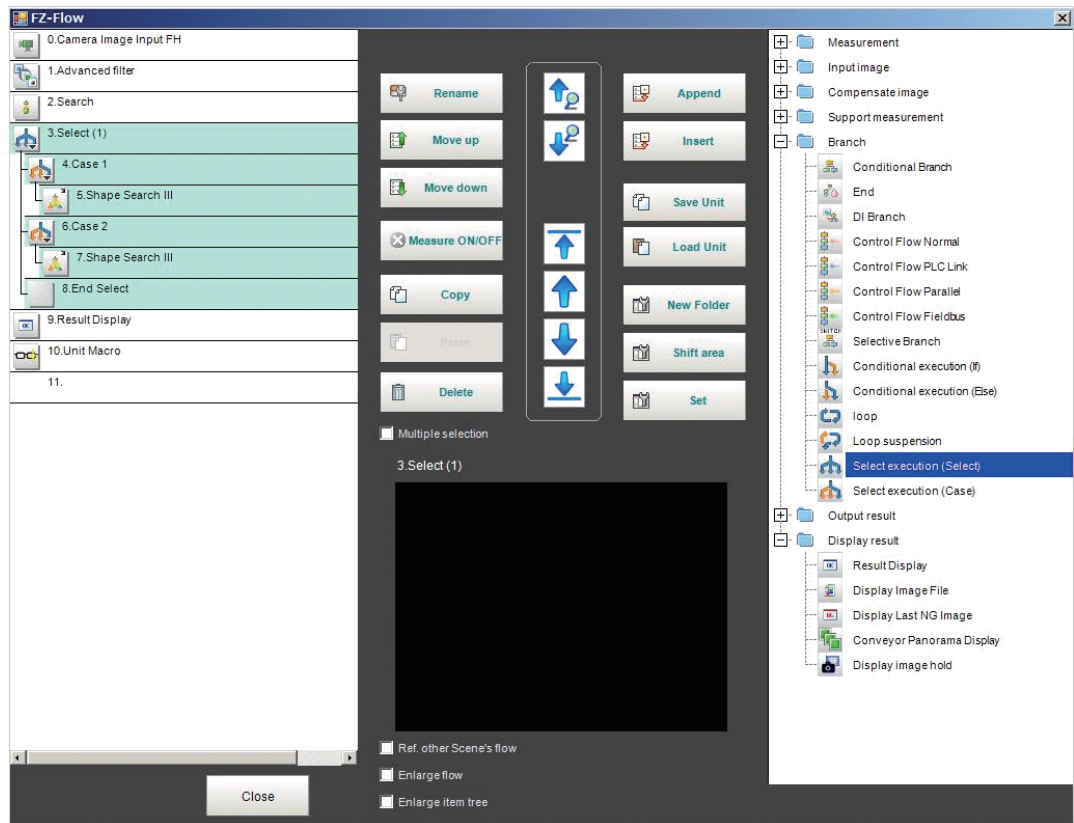 FZ-Flow
0.Camera Image Input FH
1.Advanced filter
2.Search
3.Select (1)
4.Case 1
5.Shape Search III
6.Case 2
7.Shape Search III
8.End Select
9.Result Display
10.Unit Macro
11.
Close
Rename
Move up
Move down
Measure ON/OFF
Copy
Paste
Delete
Append
Insert
Save Unit
Load Unit
New Folder
Shift area
Set
Multiple selection
3.Select (1)
Ref. other Scene's flow
Enlarge flow
Enlarge item tree
Measurement
Input image
Compensate image
Support measurement
Branch
Conditional Branch
End
DI Branch
Control Flow Normal
Control Flow PLC Link
Control Flow Parallel
Control Flow Fieldbus
Selective Branch
Conditional execution (If)
Conditional execution (Else)
loop
Loop suspension
Select execution (Select)
Select execution (Case)
Output result
Display result
OK
Result Display
Display Image File
Display Last NG Image
Conveyor Panorama Display
Display image hold